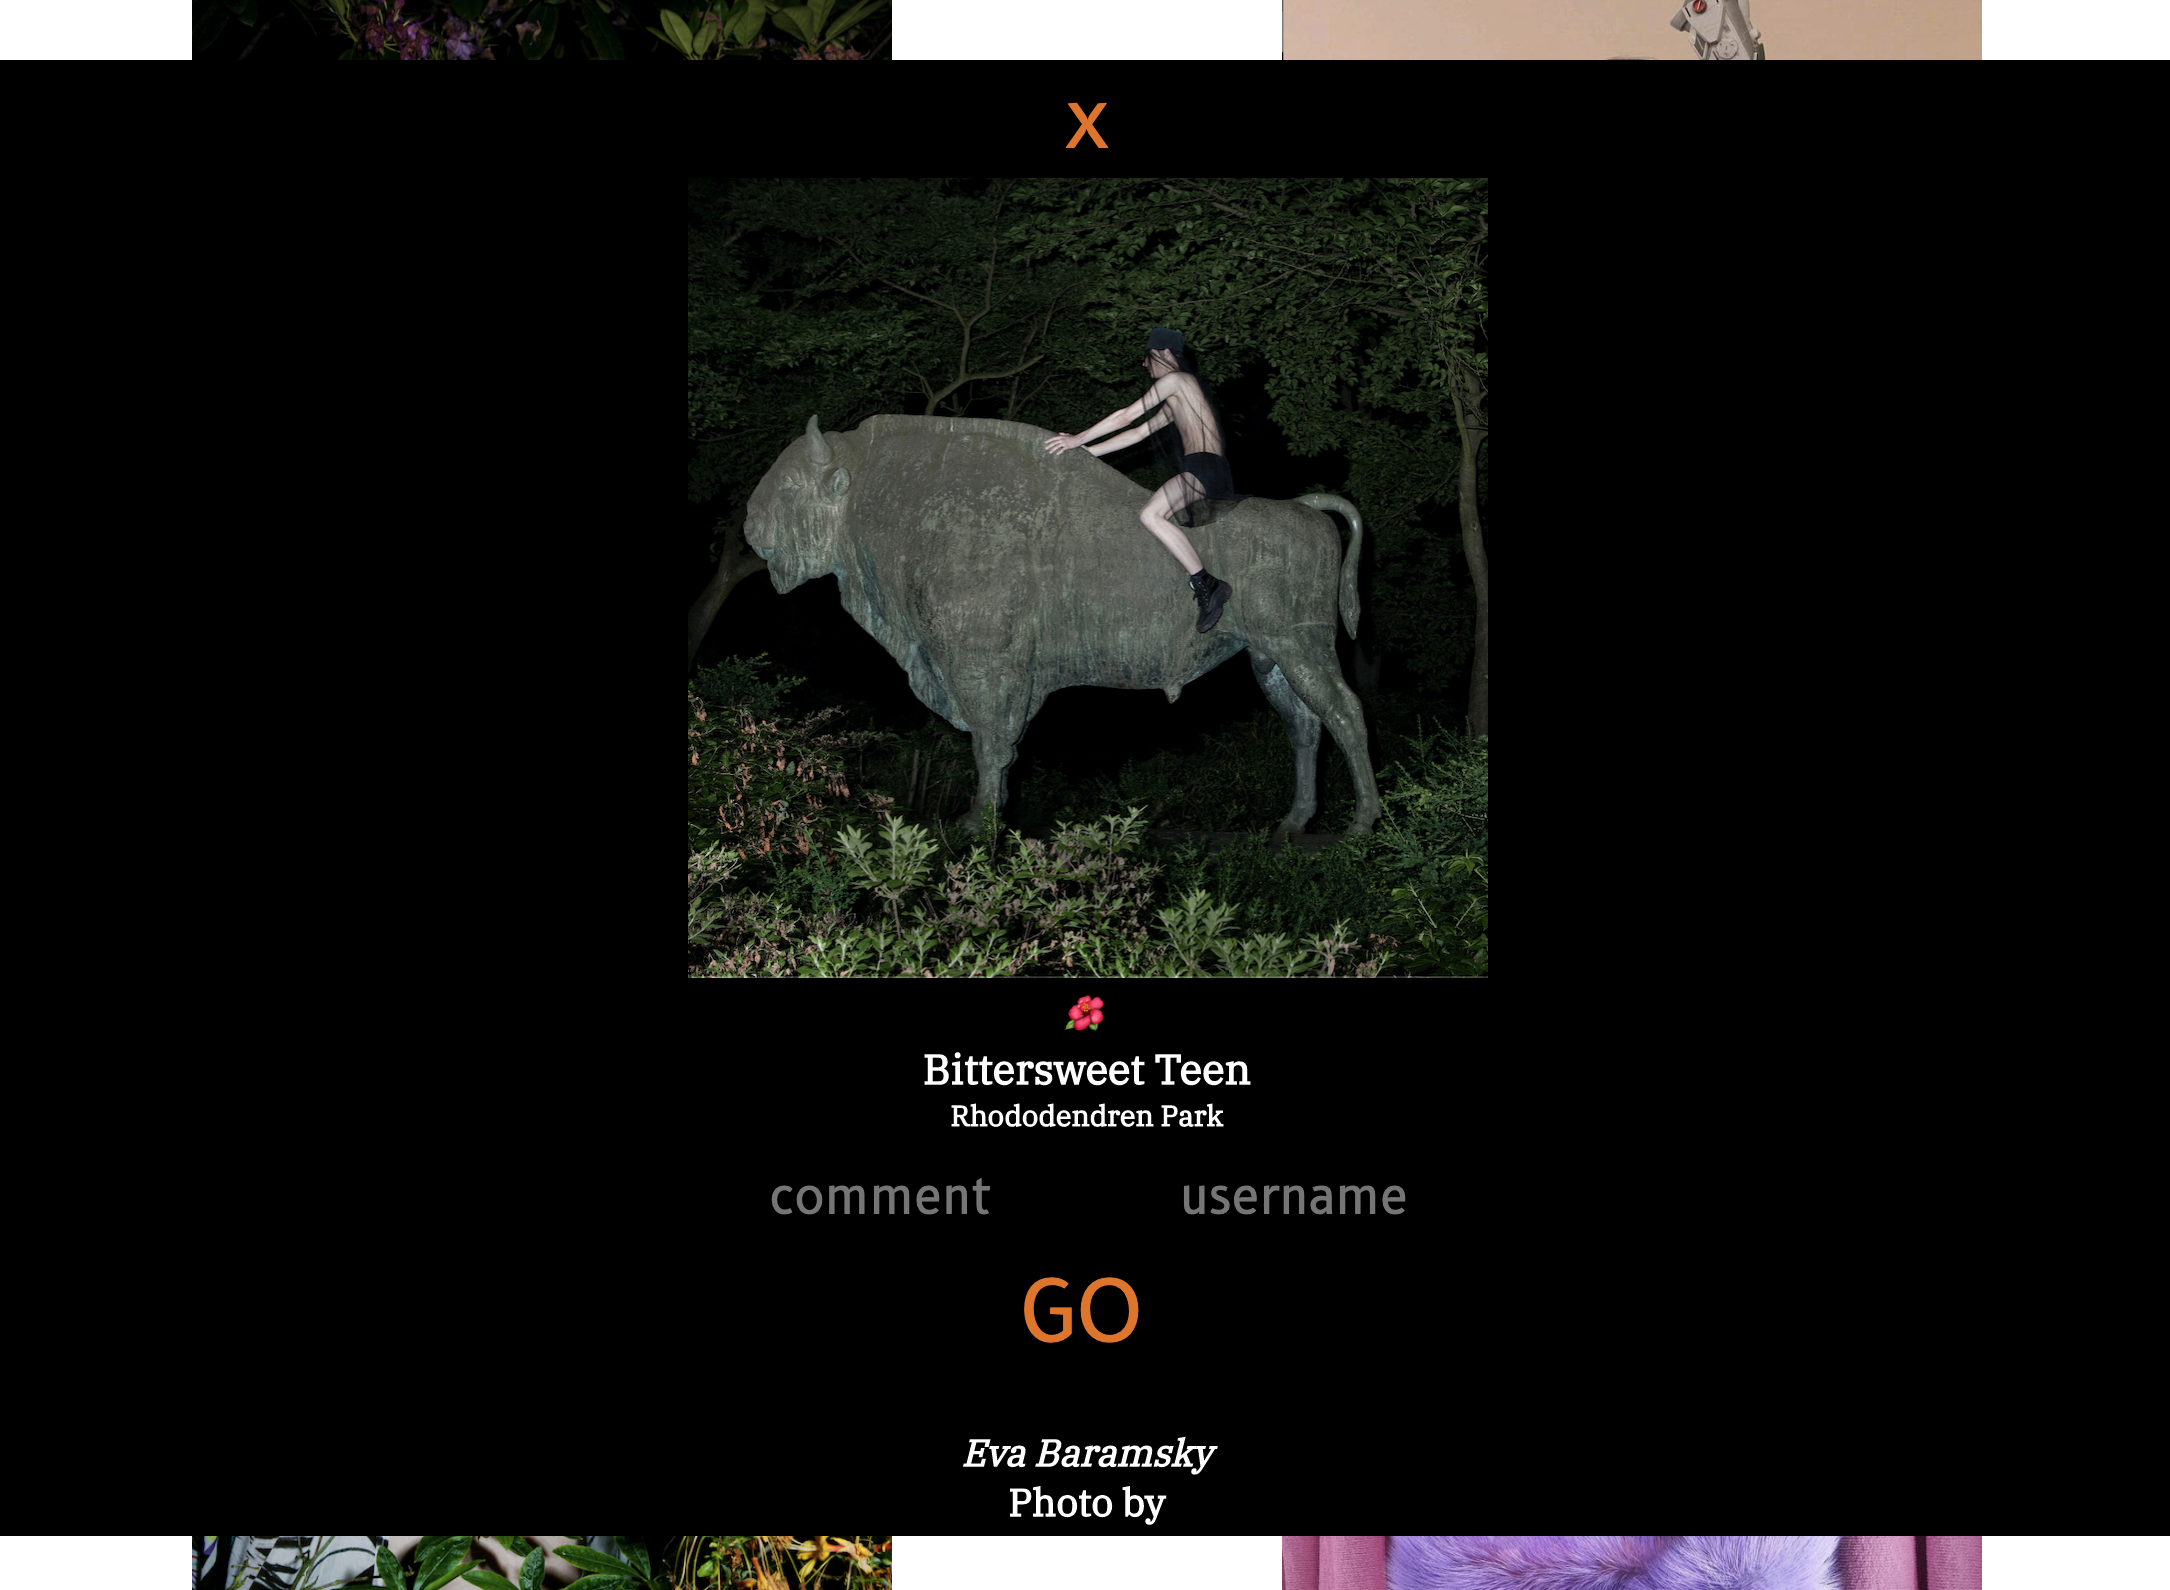 X
Bittersweet Teen
Rhododendren Park
comment
username
GO
Eva Baramsky
Photo by